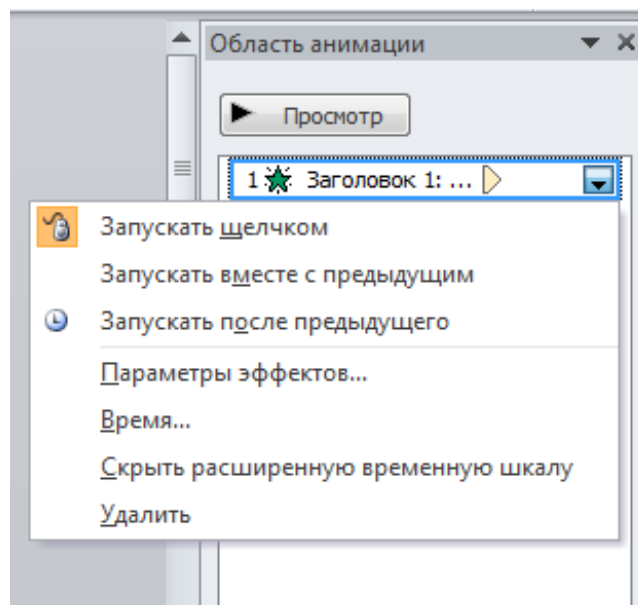 Область анимации
Просмотр
1 Заголовок 1: ...
Запускать щелчком
Запускать вместе с предыдущим
Запускать после предыдущего
Параметры эффектов...
Время...
Скрыть расширенную временную шкалу
Удалить